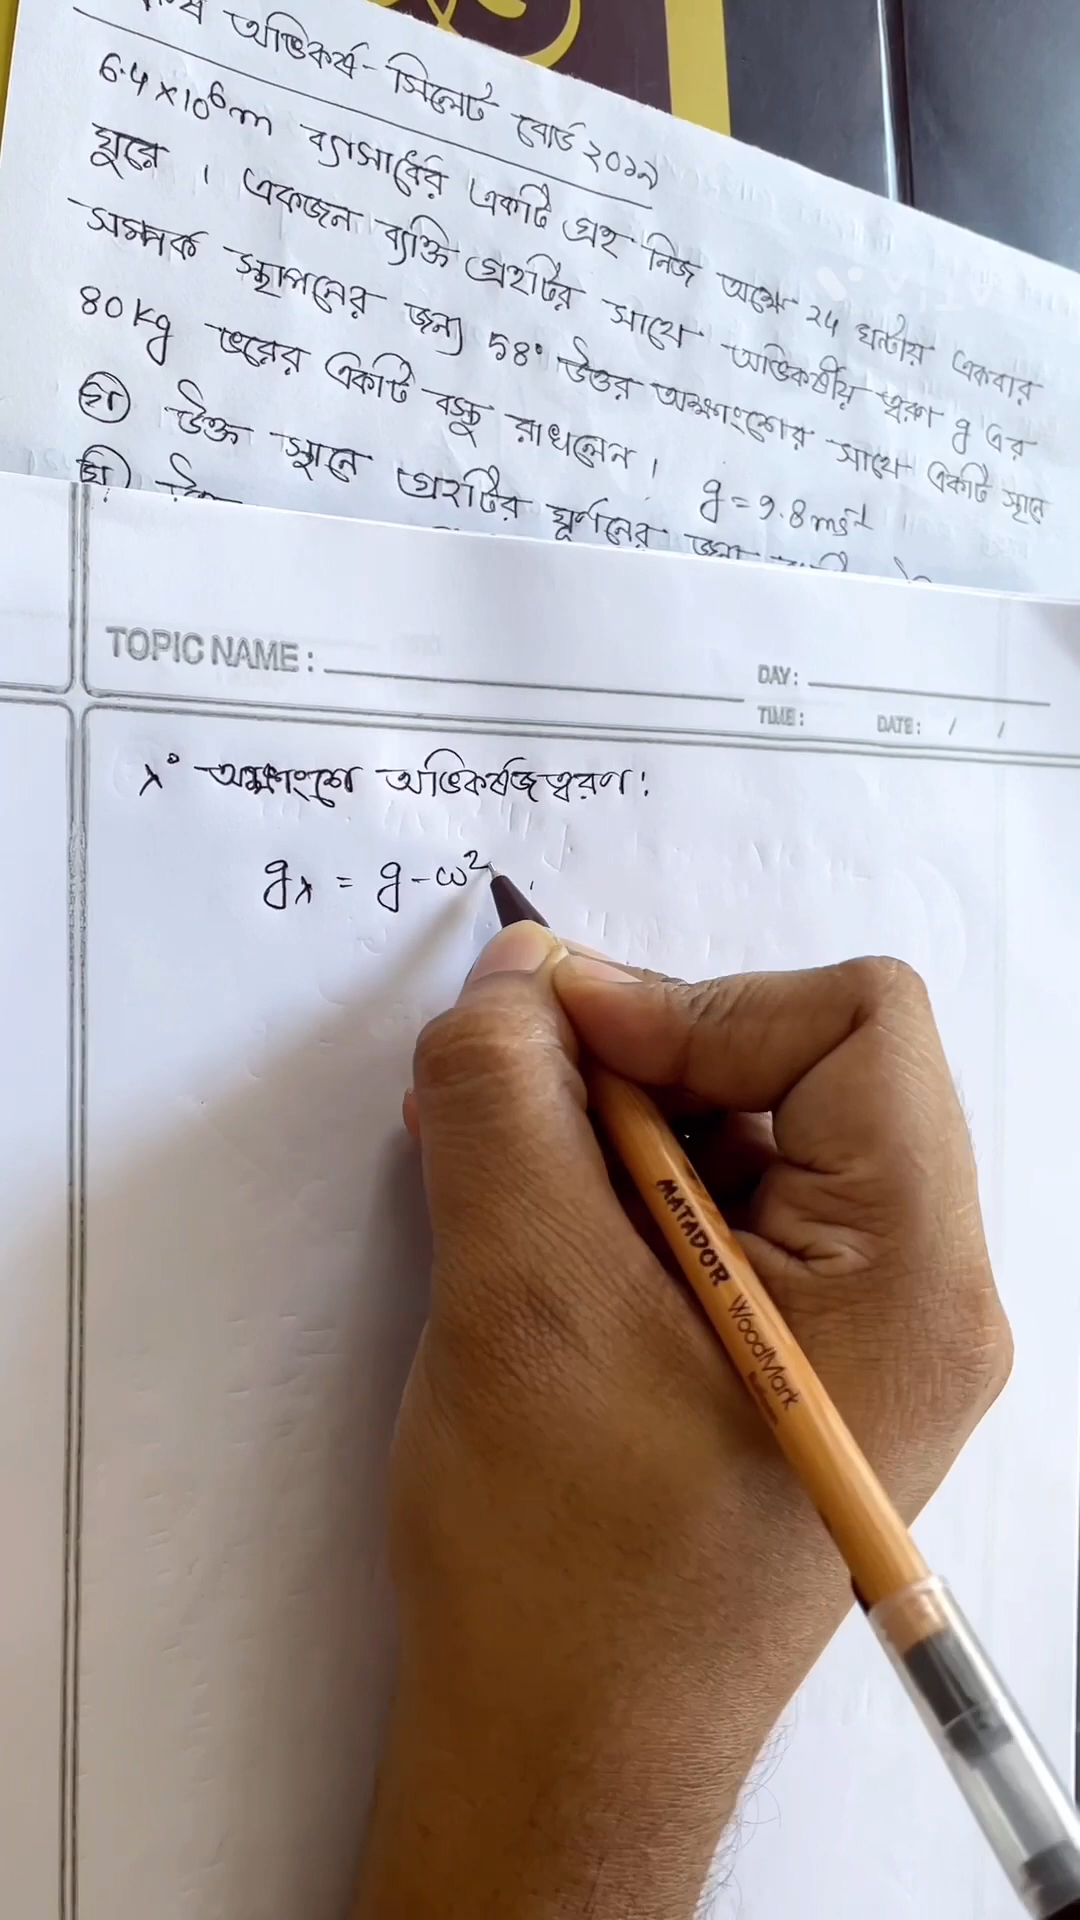 অভিকর্ষ - সিলেট বোর্ড ২০১৯
6.4×10⁶m ব্যাসার্ধের একটি গ্রহ নিজ অক্ষে ২৪ ঘন্টায় একবার
ঘুরে । একজন ব্যক্তি গ্রহটির সাথে অভিকর্ষীয় ত্বরণ g এর
সম্পর্ক স্থাপনের জন্য 58° উত্তর অক্ষাংশের সাথে একটি স্থানে
80kg ভরের একটি বস্তু রাখলেন। g = 9.8ms⁻¹
গ) উক্ত স্থানে গ্রহটির ঘূর্ণনের জন্য
TOPIC NAME :
DAY :
TIME :
DATE : / /
λ° অক্ষাংশে অভিকর্ষজ ত্বরণ:
gλ = g - ω²
MATADOR WoodMark